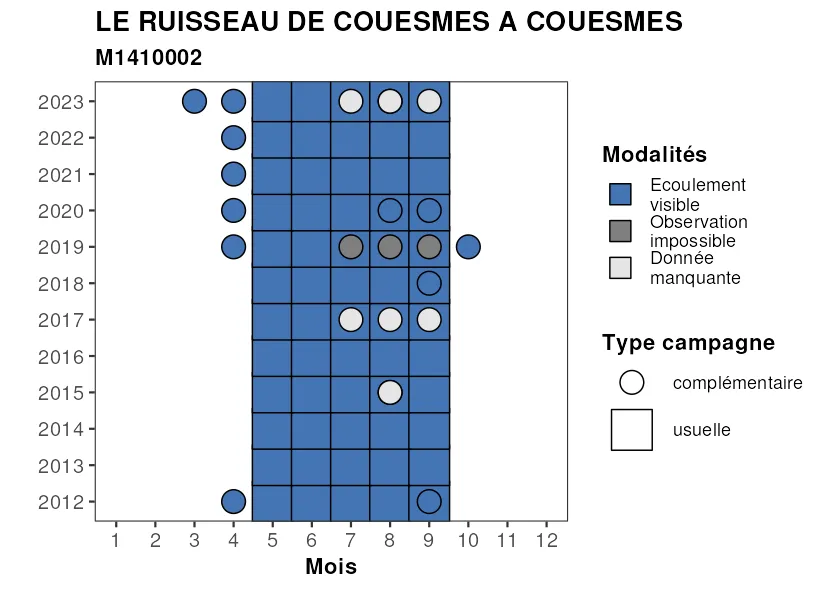 LE RUISSEAU DE COUESMES A COUESMES
M1410002
2023
2022
2021
2020
2019
2018
2017
2016
2015
2014
2013
2012
1 2 3 4 5 6 7 8 9 10 11 12
Mois
Modalités
Ecoulement
visible
Observation
impossible
Donnée
manquante
Type campagne
complémentaire
usuelle